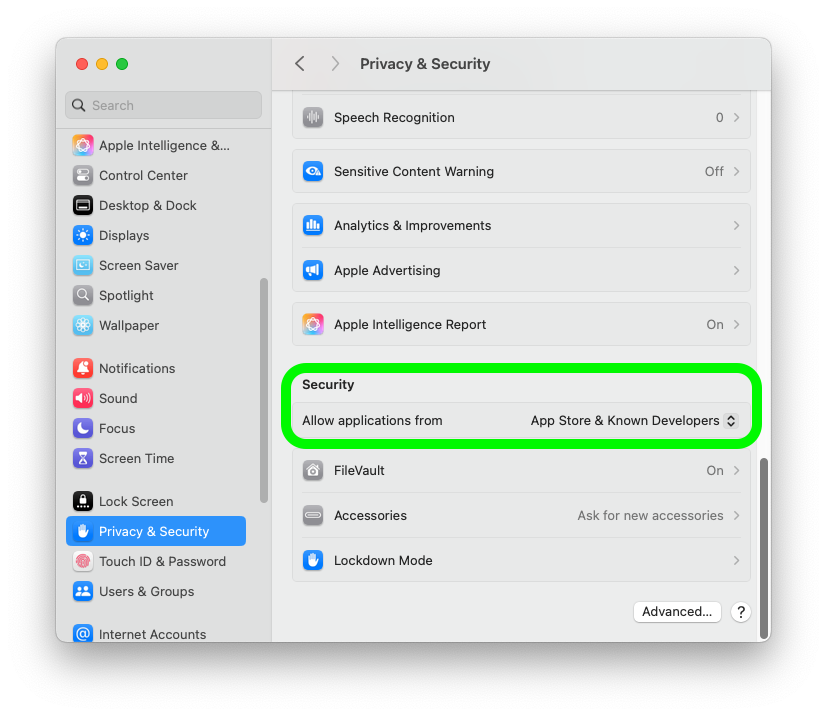 Privacy & Security
Search
Apple Intelligence &...
Control Center
Desktop & Dock
Displays
Screen Saver
Spotlight
Wallpaper
Notifications
Sound
Focus
Screen Time
Lock Screen
Privacy & Security
Touch ID & Password
Users & Groups
@ Internet Accounts
Speech Recognition 0
Sensitive Content Warning Off
Analytics & Improvements
Apple Advertising
Apple Intelligence Report On
Security
Allow applications from App Store & Known Developers
FileVault On
Accessories Ask for new accessories
Lockdown Mode
Advanced... ?